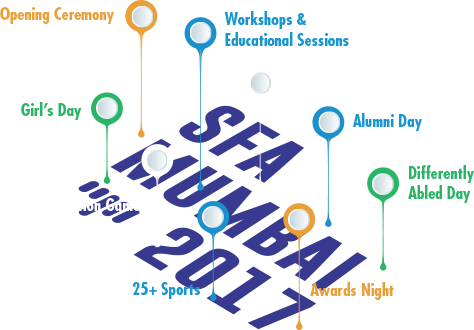 Opening Ceremony
Workshops &
Educational Sessions
Girl's Day
Alumni Day
Differently
Abled Day
SFA
MUMBAI
2017
25+ Sports
Awards Night